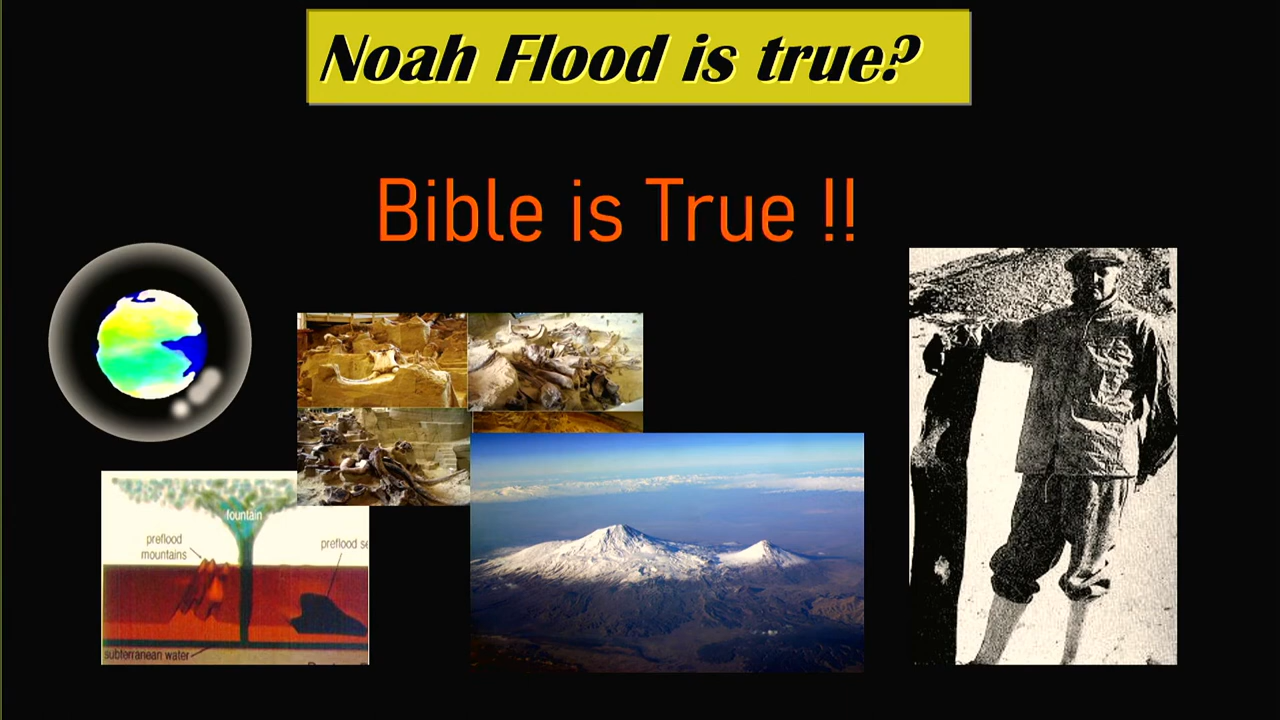 Noah Flood is true?
Bible is True !!
fountain
preflood
mountains
preflood se
subterranean water